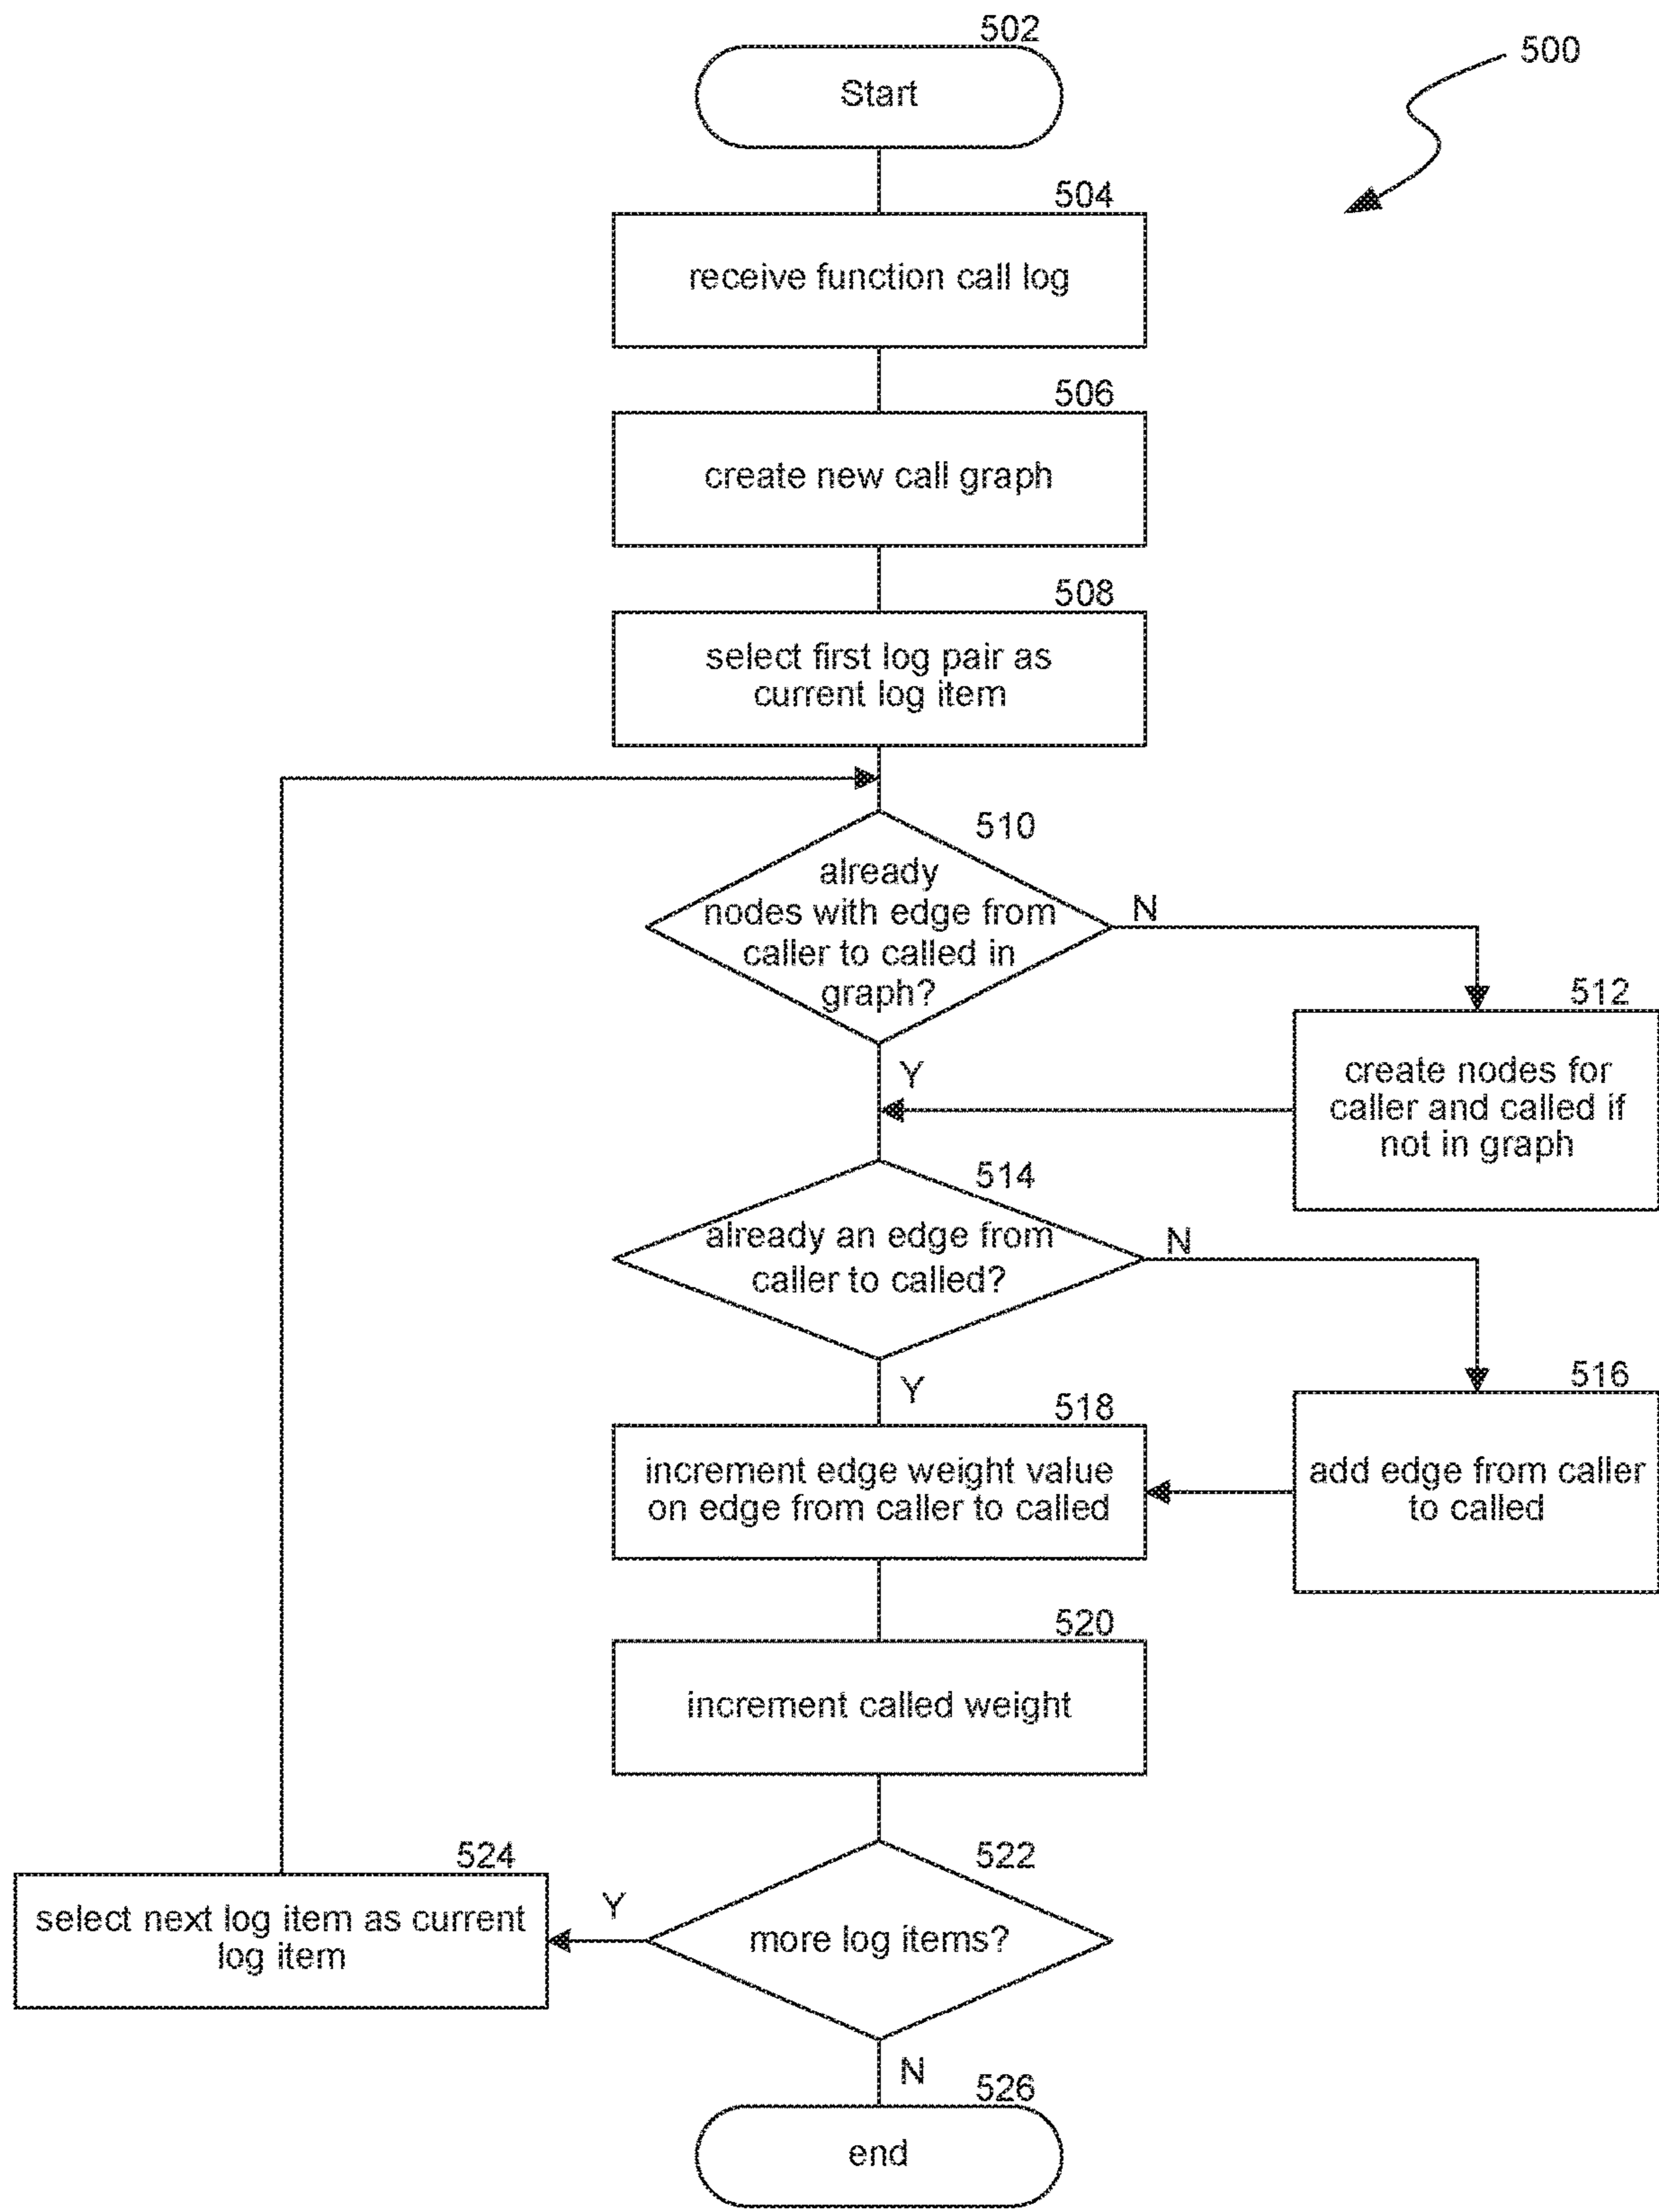 502
500
Start
504
receive function call log
506
create new call graph
508
select first log pair as
current log item
510
already
nodes with edge from
caller to called in
graph?
N
512
create nodes for
caller and called if
not in graph
Y
514
already an edge from
caller to called?
N
516
add edge from caller
to called
Y
518
increment edge weight value
on edge from caller to called
520
increment called weight
522
more log items?
Y
524
select next log item as current
log item
N
526
end